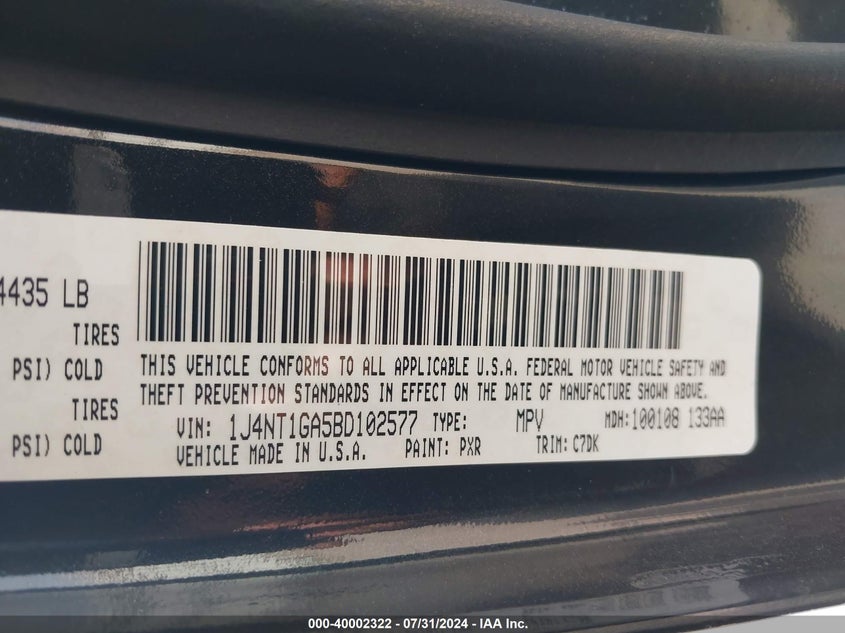 4435 LB
TIRES
PSI) COLD
TIRES
PSI) COLD
THIS VEHICLE CONFORMS TO ALL APPLICABLE U.S.A. FEDERAL MOTOR VEHICLE SAFETY AND
THEFT PREVENTION STANDARDS IN EFFECT ON THE DATE OF MANUFACTURE SHOWN ABOVE.
VIN: 1J4NT1GA5BD102577 TYPE: MPV MDH:100108 133AA
VEHICLE MADE IN U.S.A. PAINT: PXR TRIM: C7DK
000-40002322 - 07/31/2024 - IAA Inc.